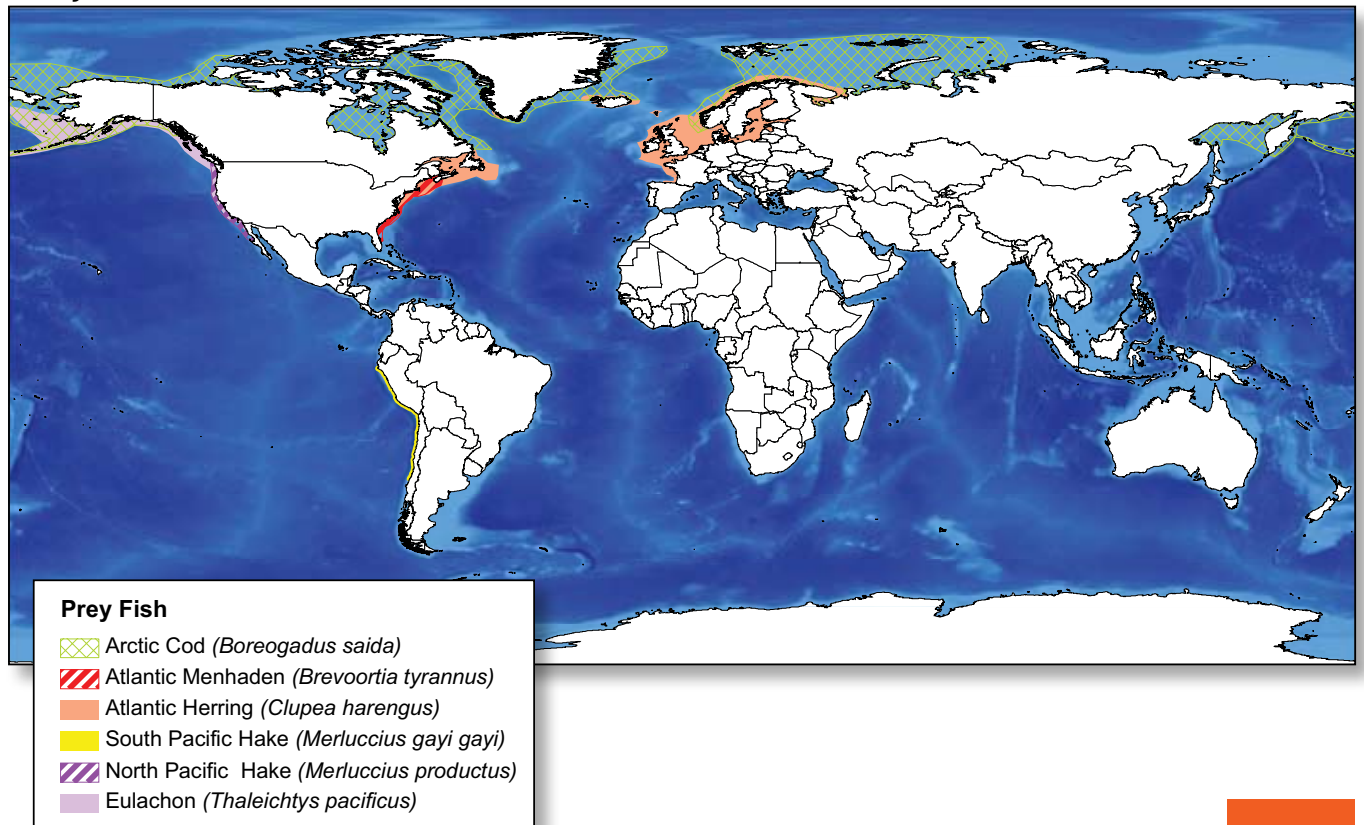 Prey Fish
Arctic Cod (Boreogadus saida)
Atlantic Menhaden (Brevoortia tyrannus)
Atlantic Herring (Clupea harengus)
South Pacific Hake (Merluccius gayi gayi)
North Pacific Hake (Merluccius productus)
Eulachon (Thaleichtys pacificus)